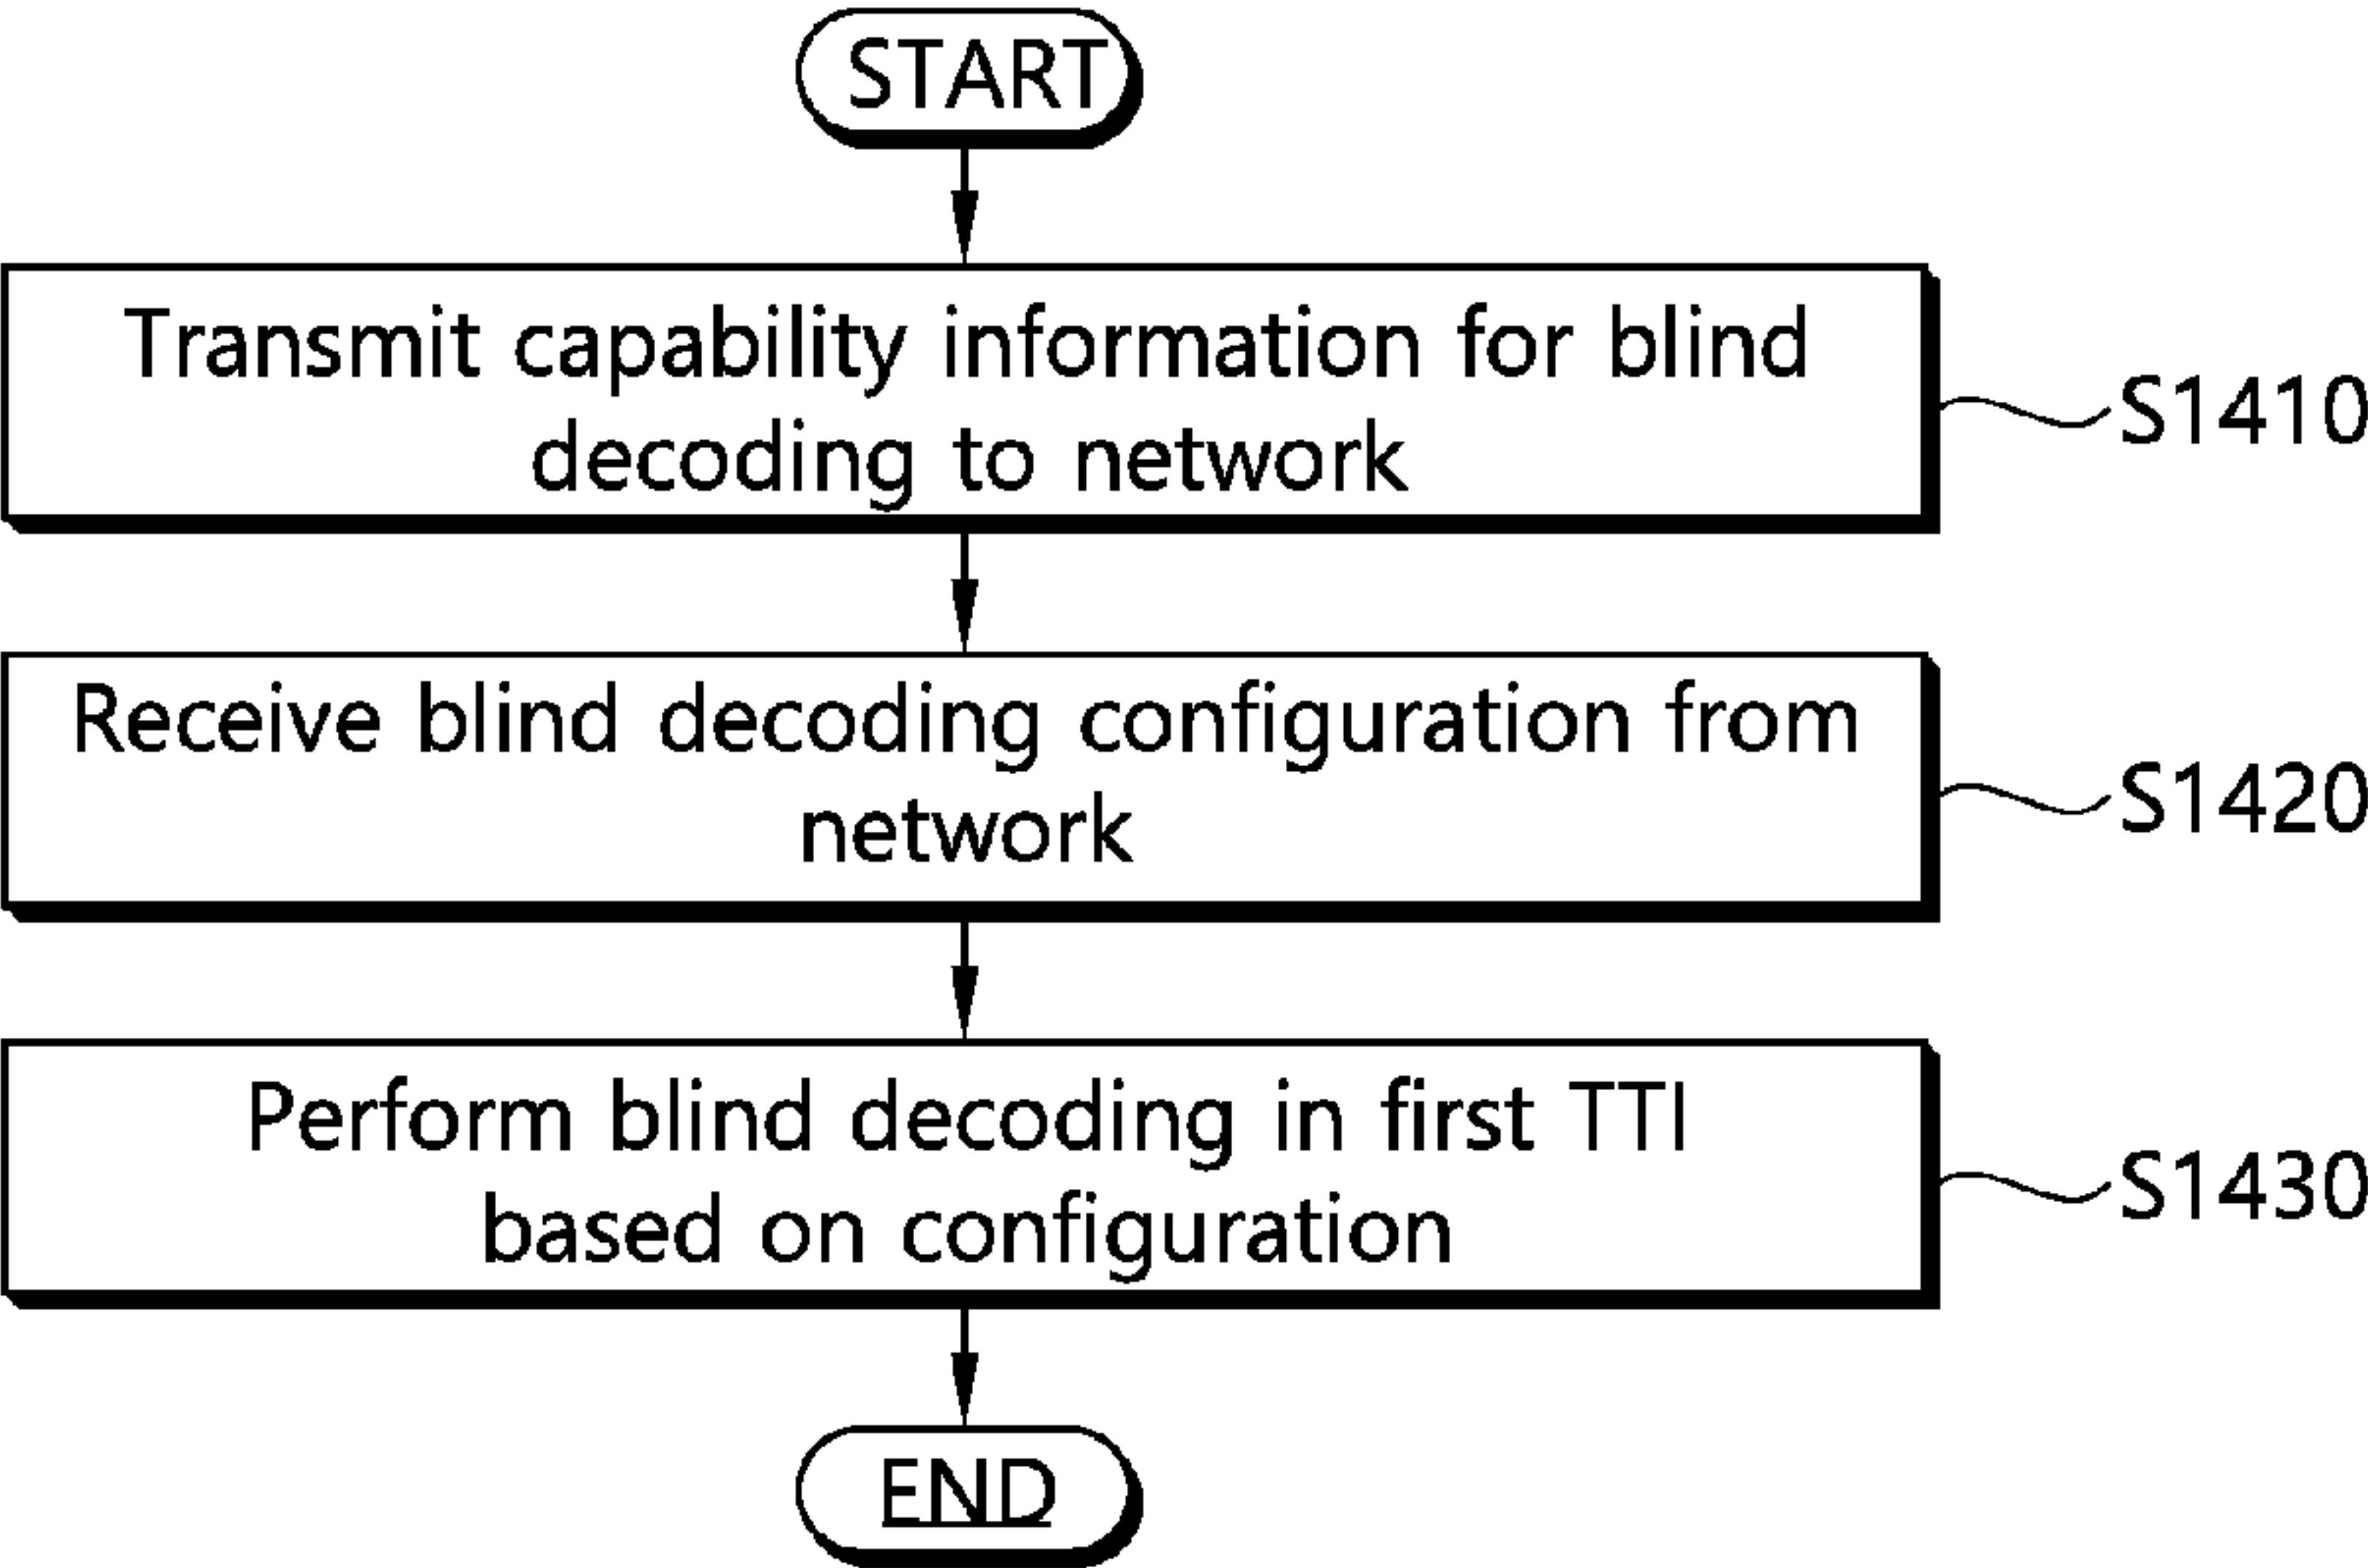 START
Transmit capability information for blind
decoding to network
S1410
Receive blind decoding configuration from
network
S1420
Perform blind decoding in first TTI
based on configuration
S1430
END